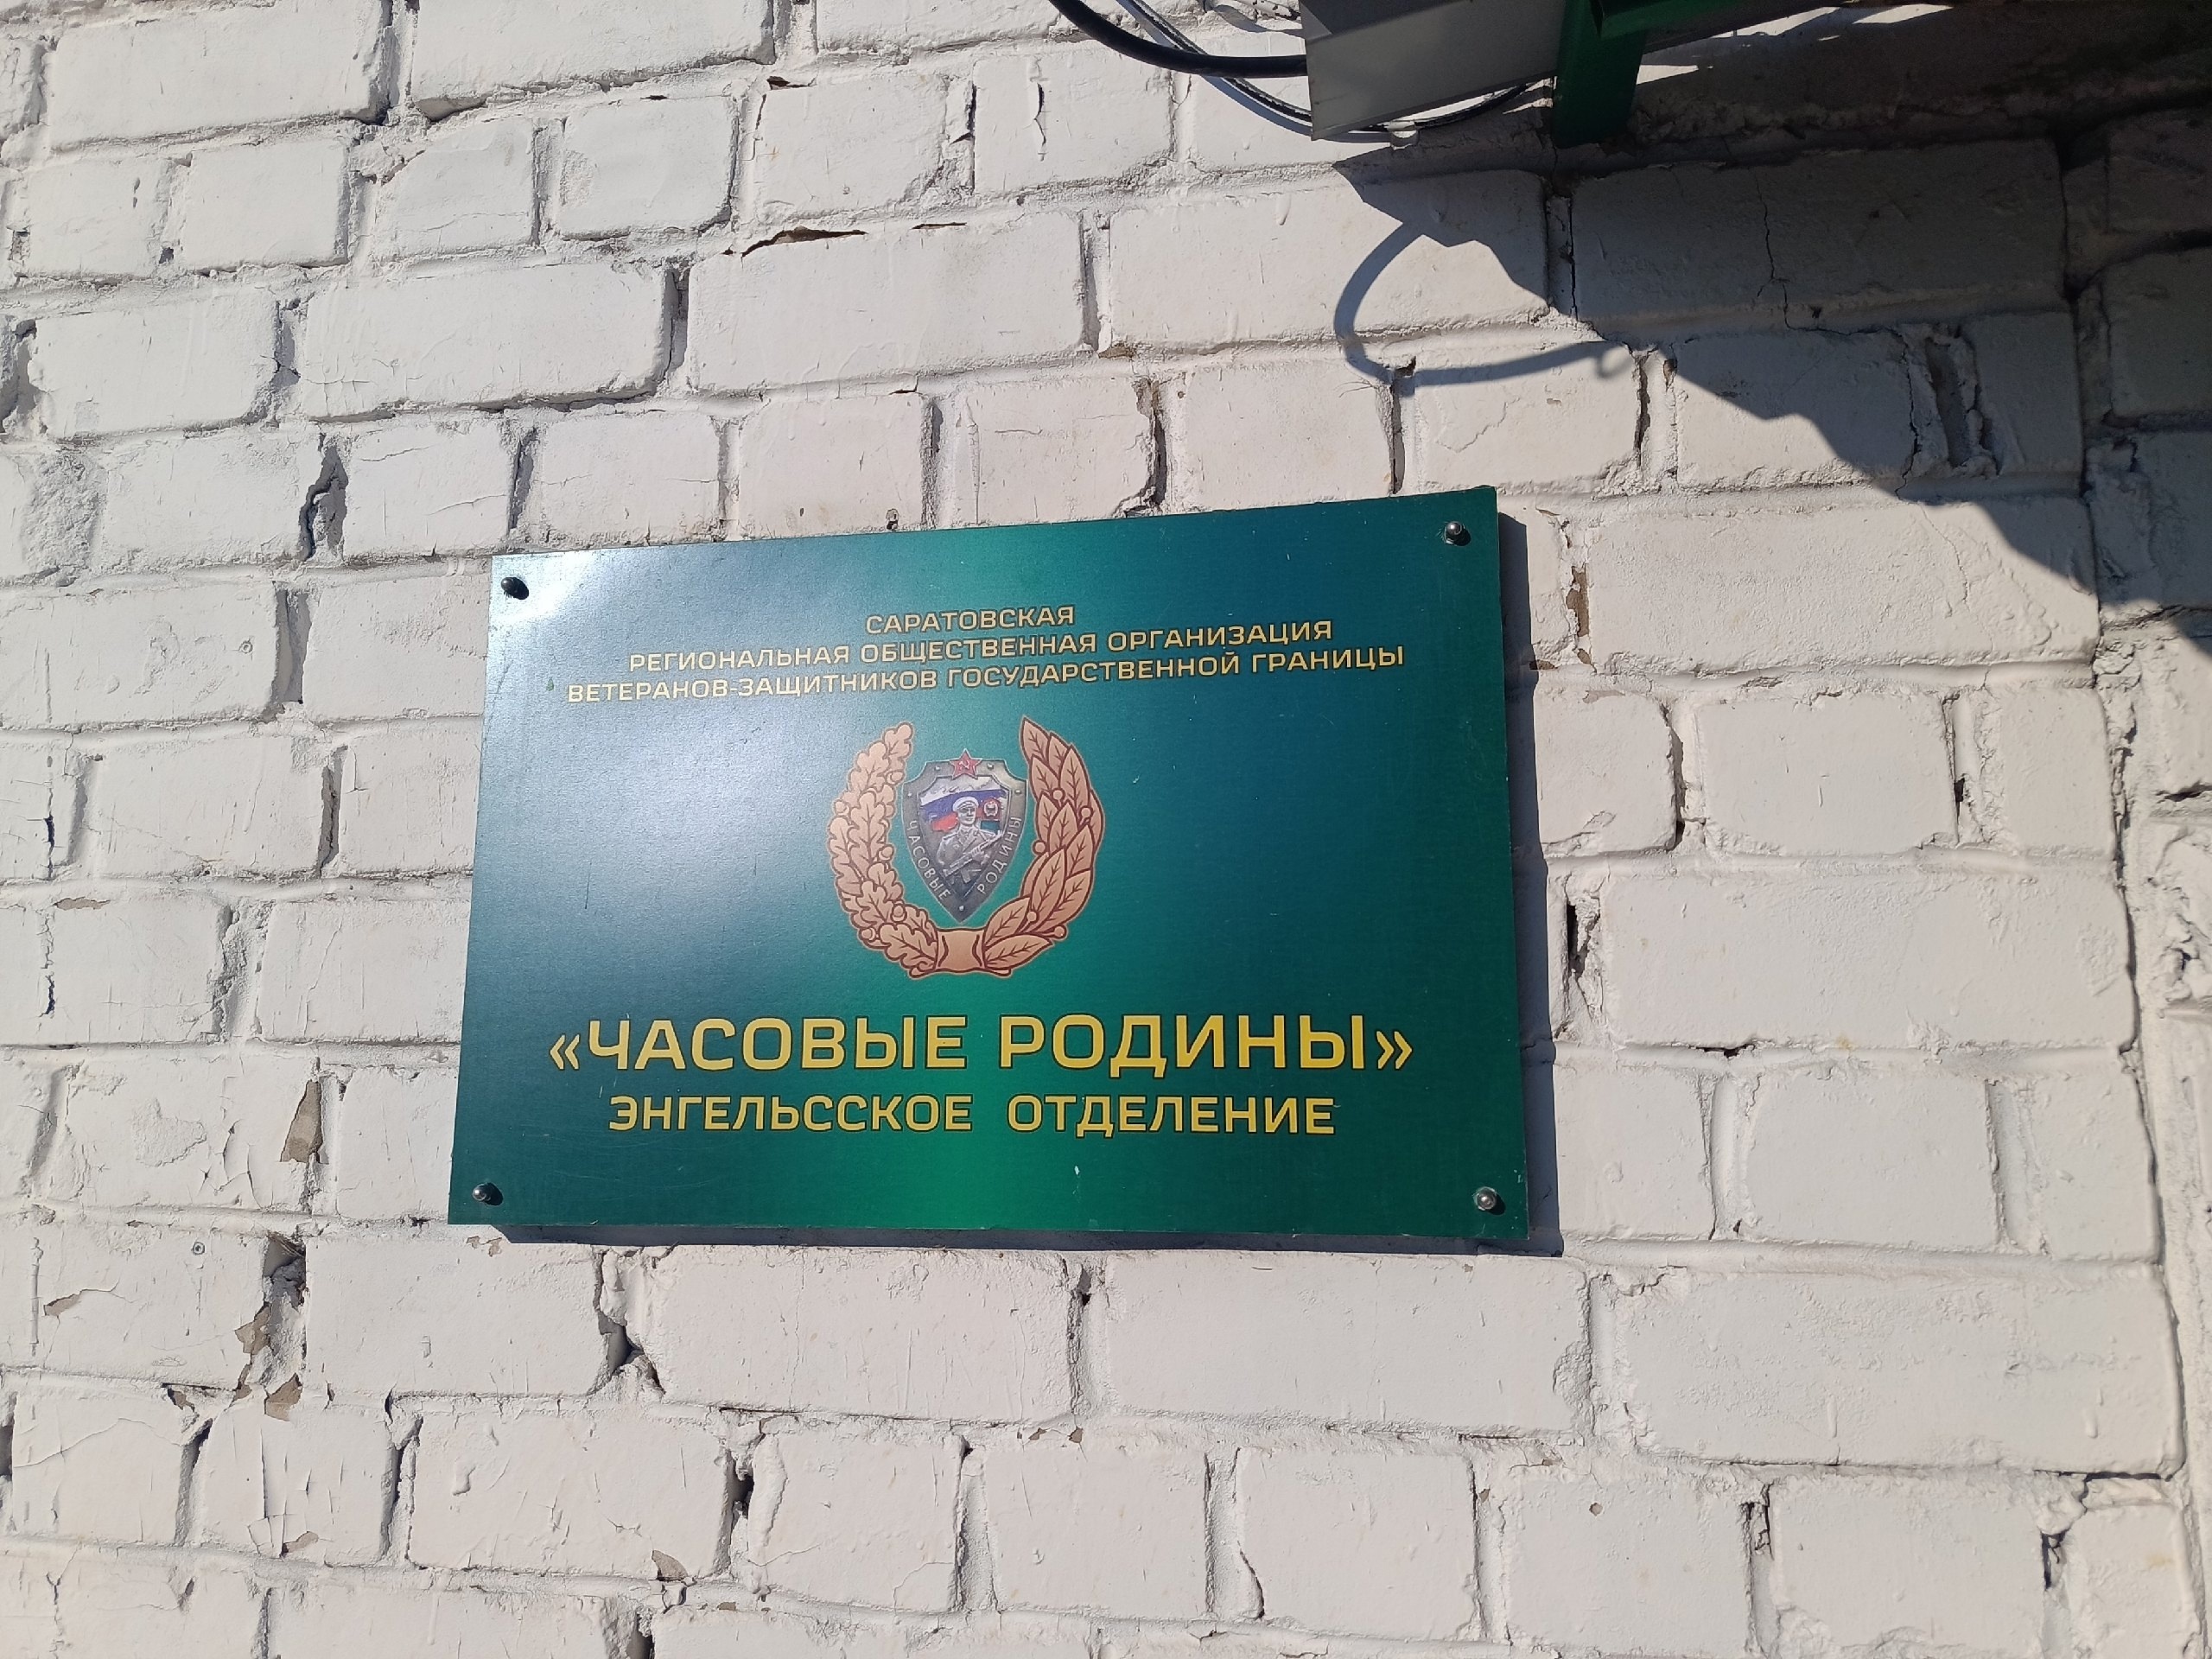 САРАТОВСКАЯ
РЕГИОНАЛЬНАЯ ОБЩЕСТВЕННАЯ ОРГАНИЗАЦИЯ
ВЕТЕРАНОВ-ЗАЩИТНИКОВ ГОСУДАРСТВЕННОЙ ГРАНИЦЫ
ЧАСОВЫЕ РОДИНЫ
«ЧАСОВЫЕ РОДИНЫ»
ЭНГЕЛЬССКОЕ ОТДЕЛЕНИЕ